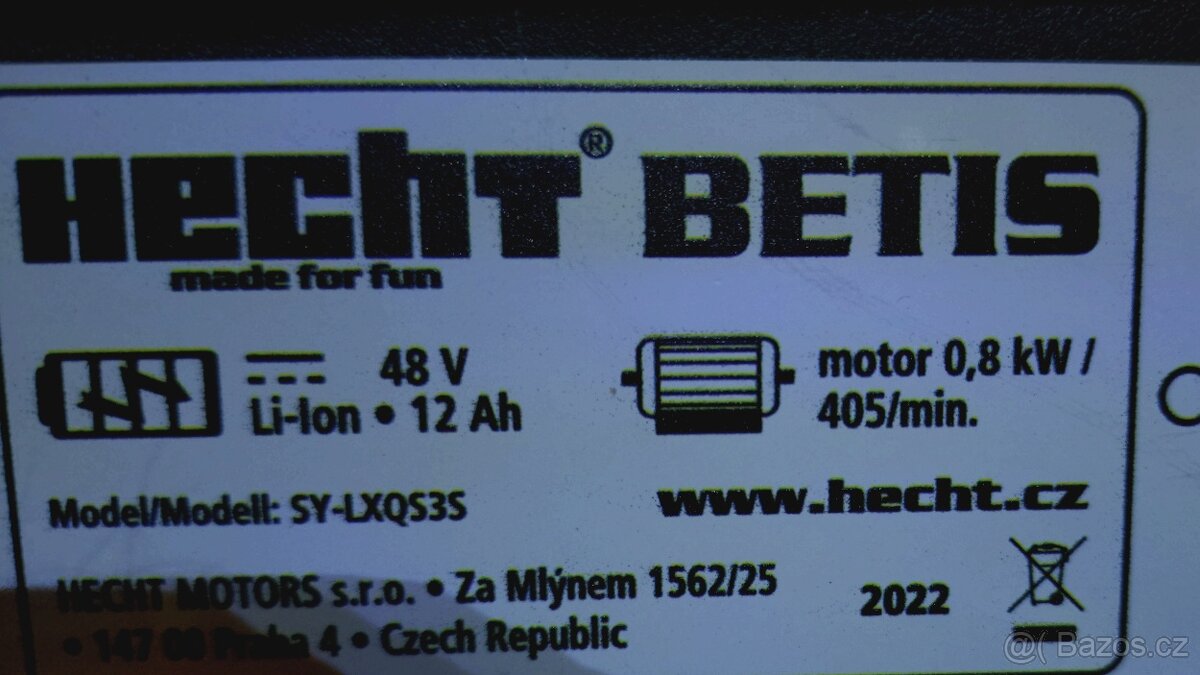 Hecht® BETIS
made for fun
48 V
Li-Ion • 12 Ah
motor 0,8 kW /
405/min.
Model/Modell: SY-LXQS3S
www.hecht.cz
HECHT MOTORS s.r.o. • Za Mlýnem 1562/25
• 147 00 Praha 4 • Czech Republic
2022
@( Bazos.cz